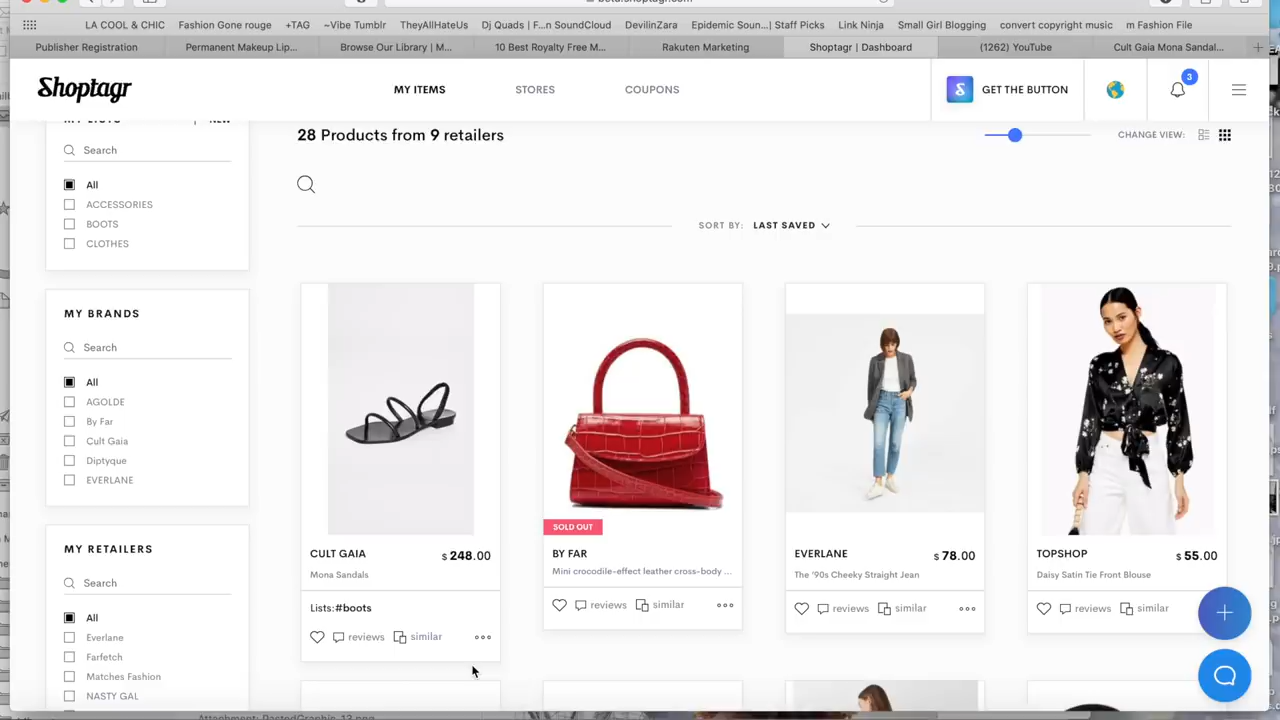 LA COOL & CHIC Fashion Gone rouge +TAG ~Vibe Tumblr TheyAllHateUs Dj Quads | F...n SoundCloud DevilinZara Epidemic Soun...| Staff Picks Link Ninja Small Girl Blogging convert copyright music m Fashion File
Publisher Registration Permanent Makeup Lip... Browse Our Library | M... 10 Best Royalty Free M... Rakuten Marketing Shoptagr | Dashboard (1262) YouTube Cult Gaia Mona Sandal...
Shoptagr MY ITEMS STORES COUPONS GET THE BUTTON 3
28 Products from 9 retailers CHANGE VIEW:
SORT BY: LAST SAVED
Search
All
ACCESSORIES
BOOTS
CLOTHES
MY BRANDS
Search
All
AGOLDE
By Far
Cult Gaia
Diptyque
EVERLANE
MY RETAILERS
Search
All
Everlane
Farfetch
Matches Fashion
NASTY GAL
CULT GAIA $ 248.00
Mona Sandals
Lists:#boots
reviews similar
SOLD OUT
BY FAR
Mini crocodile-effect leather cross-body ...
reviews similar
EVERLANE $ 78.00
The '90s Cheeky Straight Jean
reviews similar
TOPSHOP $ 55.00
Daisy Satin Tie Front Blouse
reviews similar